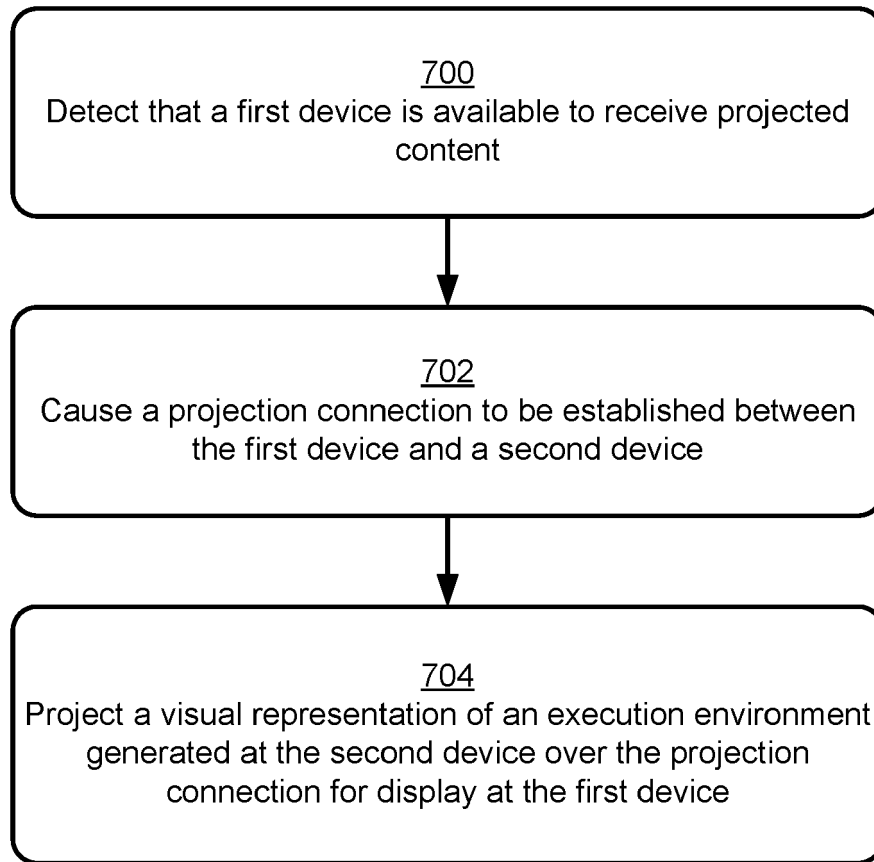 700
Detect that a first device is available to receive projected
content
702
Cause a projection connection to be established between
the first device and a second device
704
Project a visual representation of an execution environment
generated at the second device over the projection
connection for display at the first device